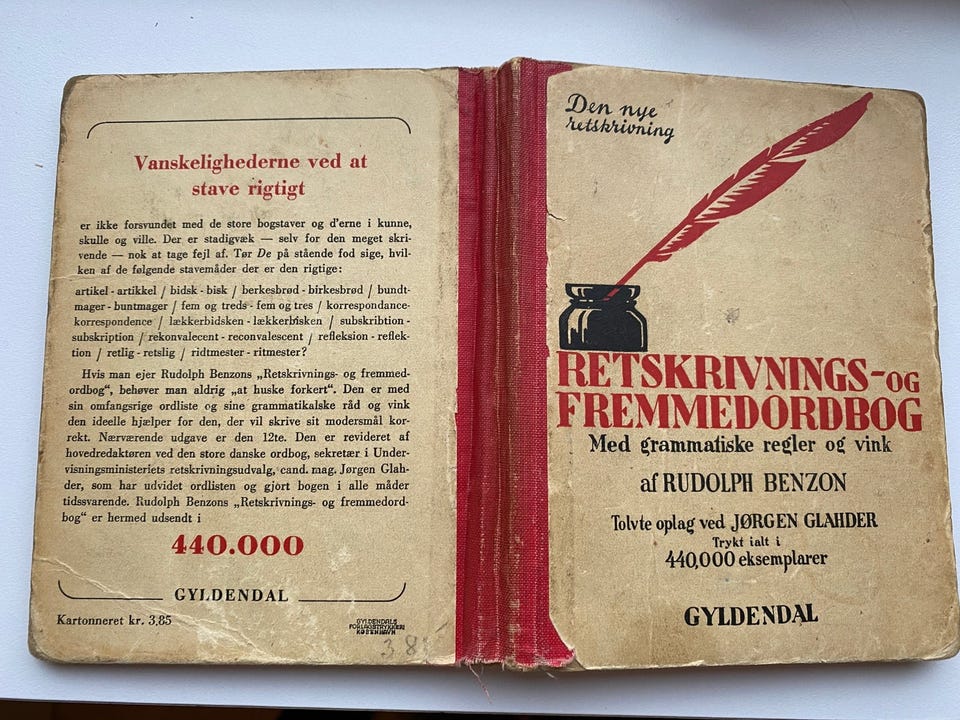 Vanskelighederne ved at
stave rigtigt
er ikke forsvundet med de store bogstaver og d'erne i kunne,
skulle og ville. Der er stadigvæk — selv for den meget skri-
vende — nok at tage fejl af. Tør De på stående fod sige, hvil-
ken af de følgende stavemåder der er den rigtige:
artikel - artikkel / bidsk - bisk / berkesbrød - birkesbrød / bundt-
mager - buntmager / fem og treds - fem og tres / korrespondance-
korrespondence / lækkerbidsken - lækkerbisken / subskribtion -
subskription / rekonvalecent - reconvalescent / refleksion - reflek-
tion / retlig - retslig / ridtmester - ritmester?
Hvis man ejer Rudolph Benzons „Retskrivnings- og fremmed-
ordbog“, behøver man aldrig „at huske forkert“. Den er med
sin omfangsrige ordliste og sine grammatikalske råd og vink
den ideelle hjælper for den, der vil skrive sit modersmål kor-
rekt. Nærværende udgave er den 12te. Den er revideret af
hovedredaktøren ved den store danske ordbog, sekretær i Under-
visningsministeriets retskrivningsudvalg, cand. mag. Jørgen Glah-
der, som har udvidet ordlisten og gjort bogen i alle måder
tidssvarende. Rudolph Benzons „Retskrivnings- og fremmedord-
bog“ er hermed udsendt i
440.000
GYLDENDAL
Kartonneret kr. 3,85
GYLDENDALS
FORLAGSTRYKKERI
KØBENHAVN
3 8
Den nye
retskrivning
RETSKRIVNINGS- OG
FREMMEDORDBOG
Med grammatiske regler og vink
af RUDOLPH BENZON
Tolvte oplag ved JØRGEN GLAHDER
Trykt ialt i
440,000 eksemplarer
GYLDENDAL